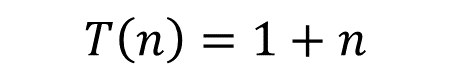 T(n) = 1 + n